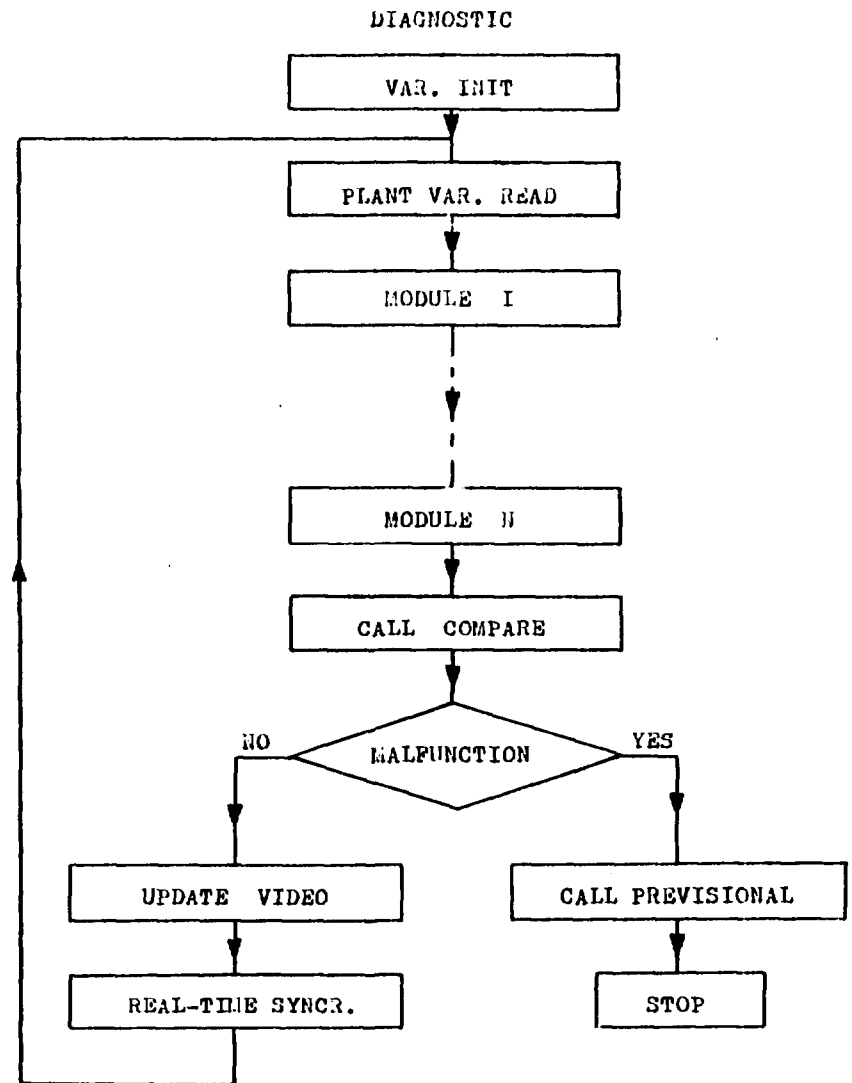 DIAGNOSTIC
VAR. INIT
PLANT VAR. READ
MODULE I
MODULE N
CALL COMPARE
MALFUNCTION
NO
YES
UPDATE VIDEO
CALL PREVISIONAL
REAL-TIME SYNCR.
STOP